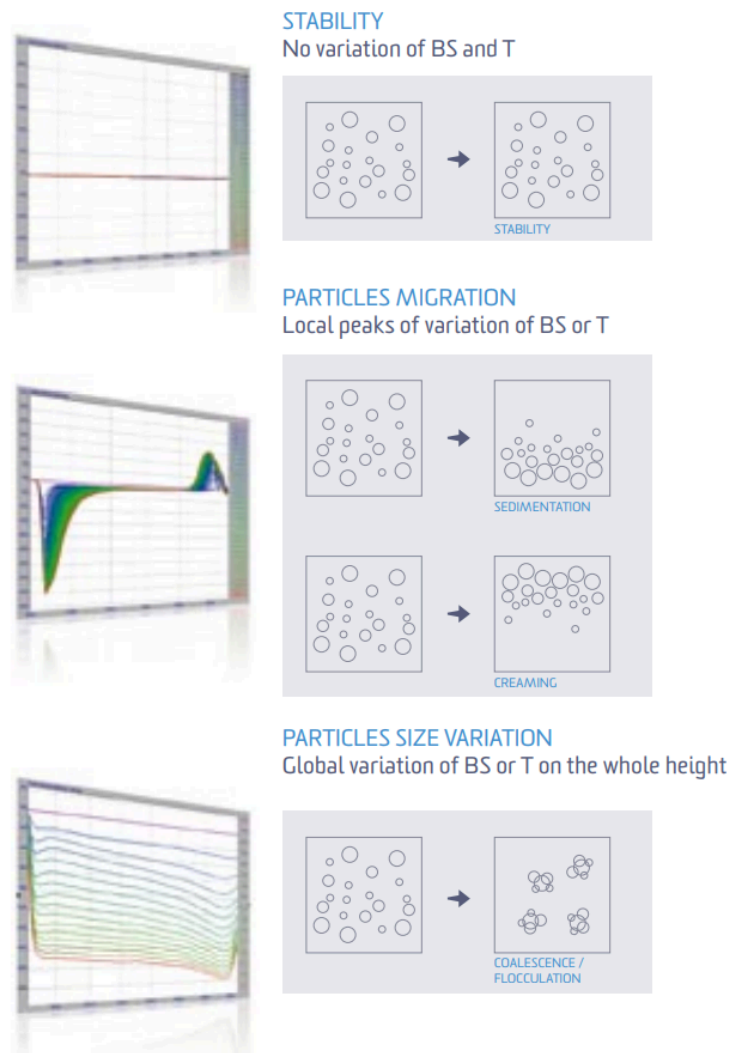 STABILITY
No variation of BS and T
STABILITY
PARTICLES MIGRATION
Local peaks of variation of BS or T
SEDIMENTATION
CREAMING
PARTICLES SIZE VARIATION
Global variation of BS or T on the whole height
COALESCENCE /
FLOCCULATION